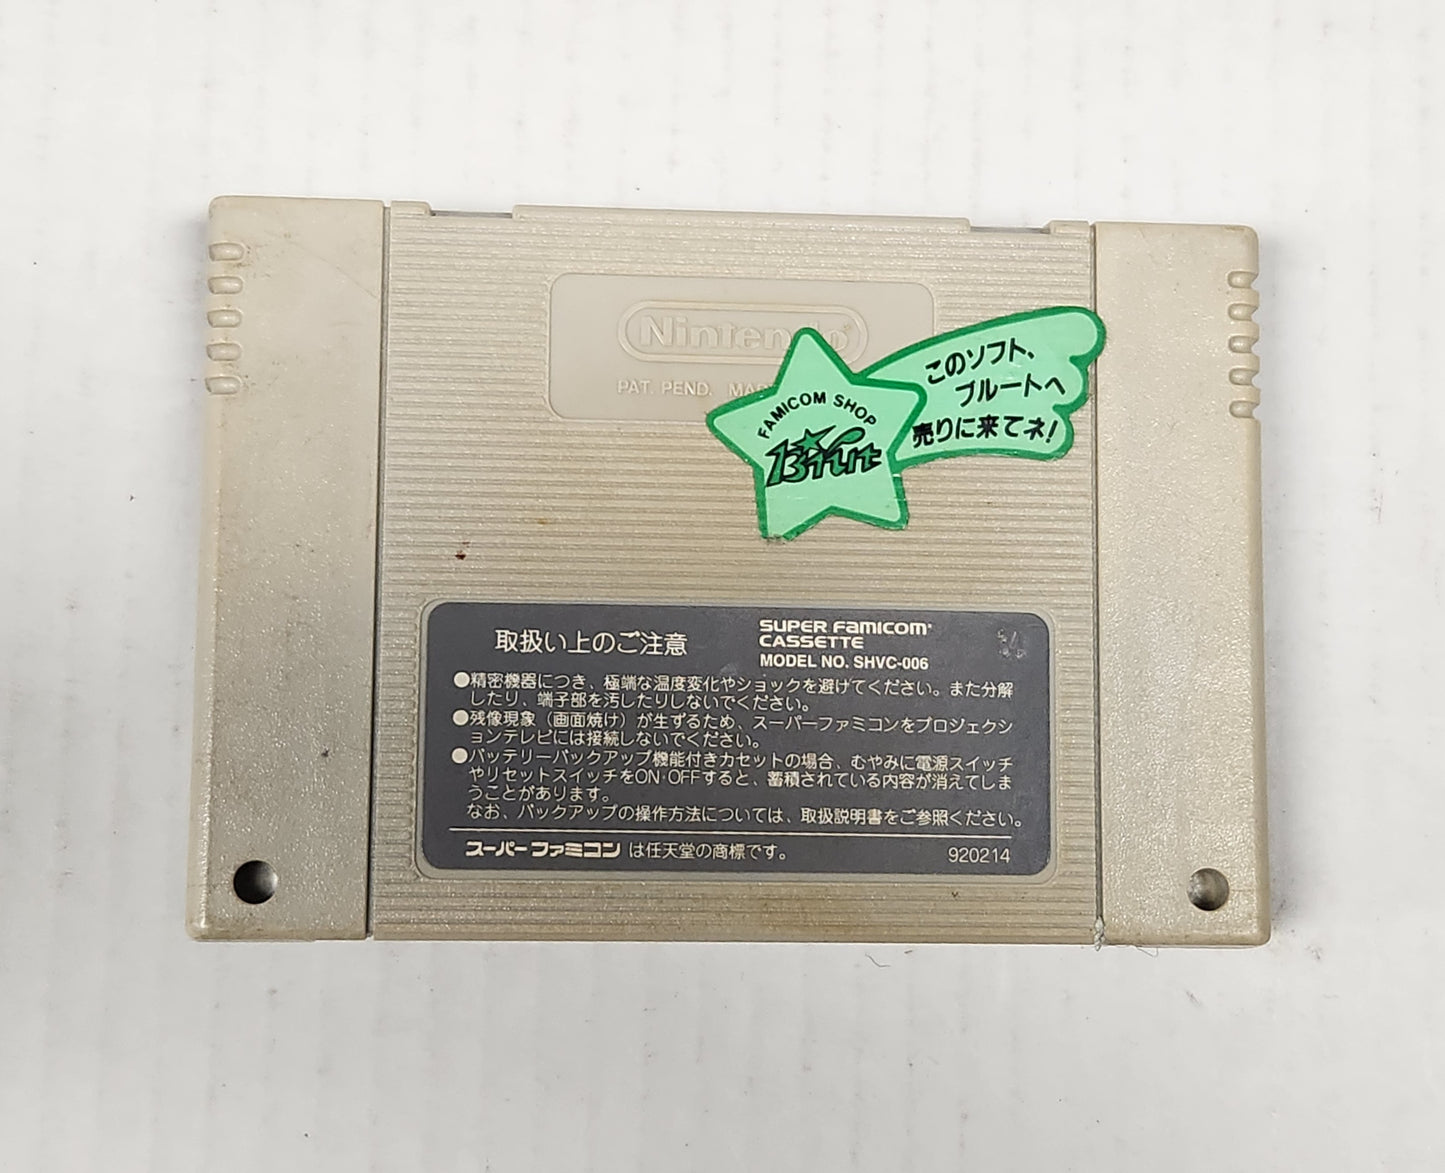 Nintendo
PAT. PEND.
このソフト、
ブルートへ
売りに来てネ!
FAMICOM SHOP
取扱い上のご注意
SUPER FAMICOM
CASSETTE
MODEL NO. SHVC-006
●精密機器につき、極端な温度変化やショックを避けてください。また分解
したり、端子部を汚したりしないでください。
●残像現象（画面焼け）が生ずるため、スーパーファミコンをプロジェクシ
ョンテレビには接続しないでください。
●バッテリーバックアップ機能付きカセットの場合、むやみに電源スイッチ
やリセットスイッチをON・OFFすると、蓄積されている内容が消えてしま
うことがあります。
なお、バックアップの操作方法については、取扱説明書をご参照ください。
スーパーファミコンは任天堂の商標です。
920214